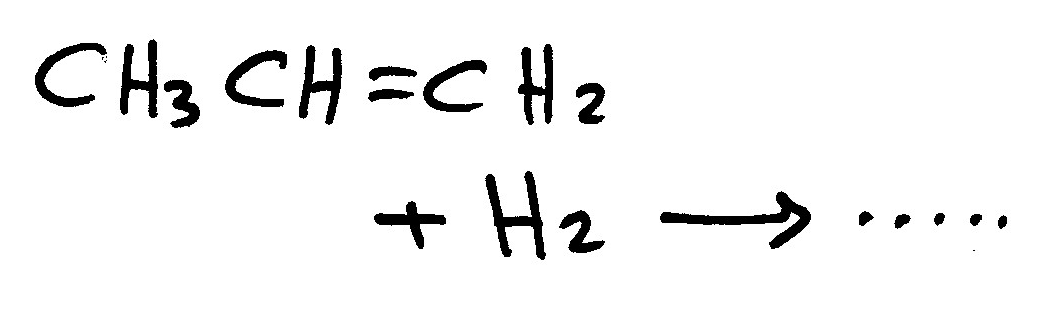 CH3CH=CH2
+ H2 → .....